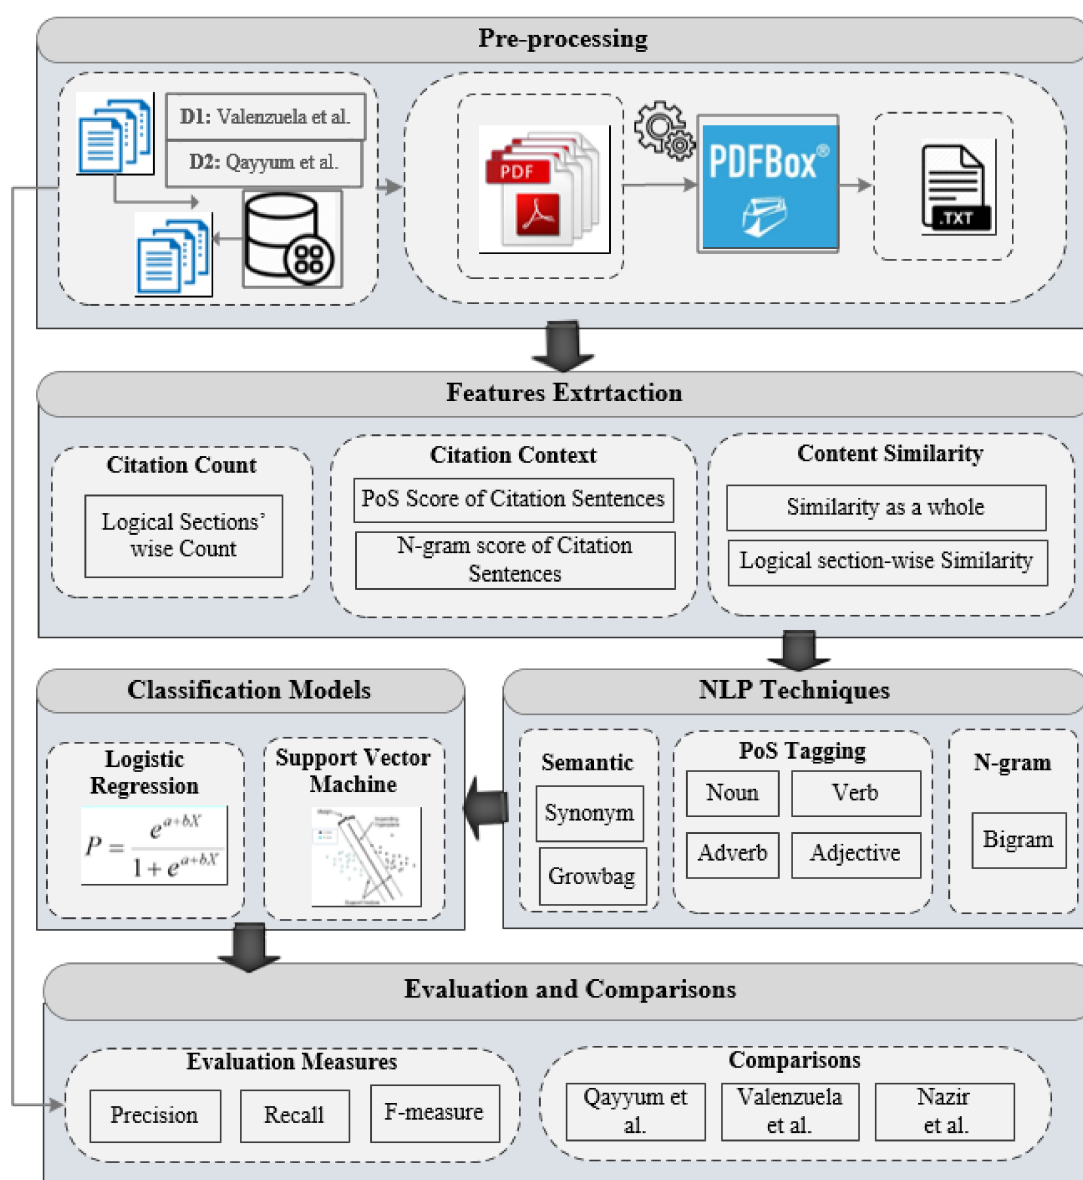 Pre-processing
D1: Valenzuela et al.
D2: Qayyum et al.
PDF
PDFBox®
.TXT
Features Extrtaction
Citation Count
Logical Sections’
wise Count
Citation Context
PoS Score of Citation Sentences
N-gram score of Citation
Sentences
Content Similarity
Similarity as a whole
Logical section-wise Similarity
Classification Models
Logistic
Regression
P = e^{a+bX} / 1 + e^{a+bX}
Support Vector
Machine
NLP Techniques
Semantic
Synonym
Growbag
PoS Tagging
Noun
Verb
Adverb
Adjective
N-gram
Bigram
Evaluation and Comparisons
Evaluation Measures
Precision
Recall
F-measure
Comparisons
Qayyum et
al.
Valenzuela
et al.
Nazir
et al.